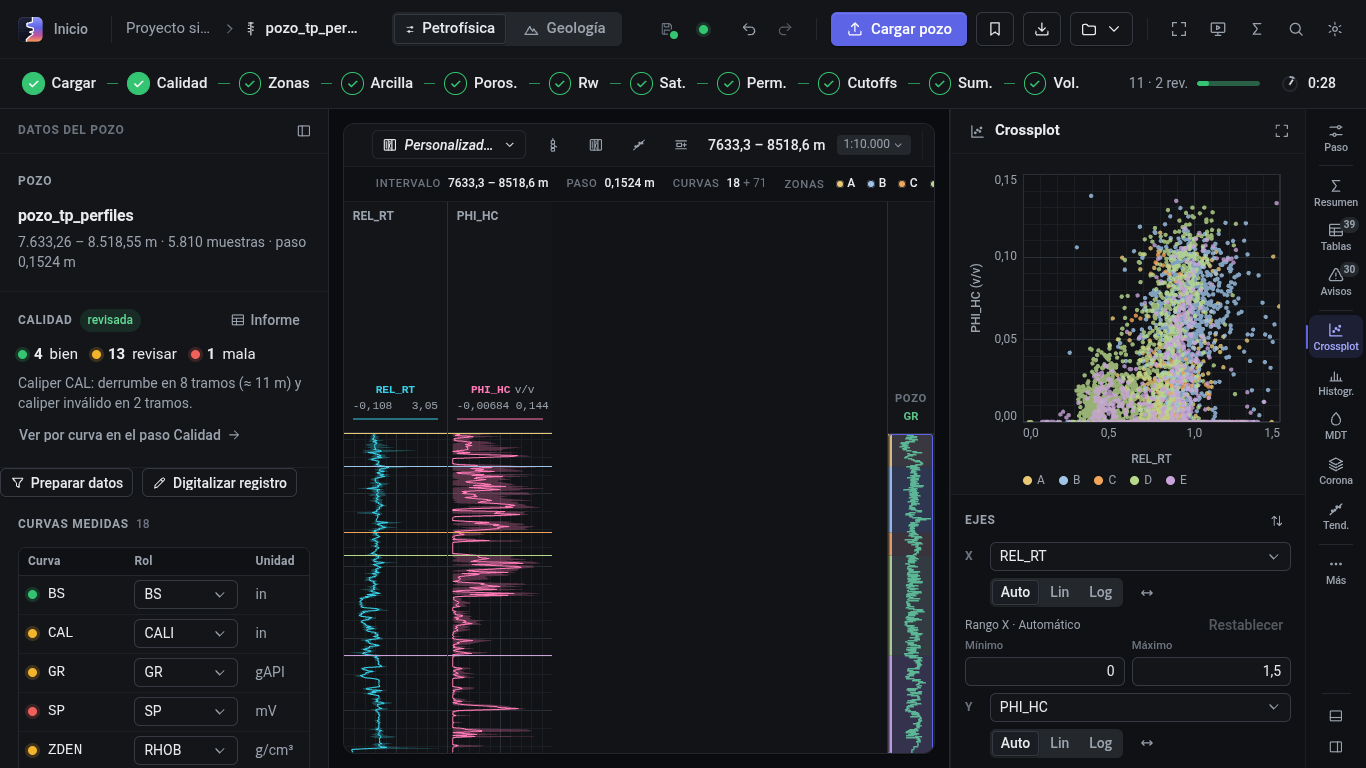 Inicio
Proyecto si...
pozo_tp_per...
Petrofísica
Geología
Cargar pozo
Cargar
Calidad
Zonas
Arcilla
Poros.
Rw
Sat.
Perm.
Cutoffs
Sum.
Vol.
11 · 2 rev.
0:28
DATOS DEL POZO
POZO
pozo_tp_perfiles
7.633,26 – 8.518,55 m · 5.810 muestras · paso
0,1524 m
CALIDAD revisada Informe
4 bien 13 revisar 1 mala
Caliper CAL: derrumbe en 8 tramos (≈ 11 m) y
caliper inválido en 2 tramos.
Ver por curva en el paso Calidad →
Preparar datos
Digitalizar registro
CURVAS MEDIDAS 18
Curva Rol Unidad
BS BS in
CAL CALI in
GR GR gAPI
SP SP mV
ZDEN RHOB g/cm³
Personalizad...
7633,3 – 8518,6 m
1:10.000
INTERVALO 7633,3 – 8518,6 m PASO 0,1524 m CURVAS 18 + 71 ZONAS A B C
REL_RT PHI_HC
REL_RT
-0,108 3,05
PHI_HC v/v
-0,00684 0,144
POZO
GR
Crossplot
0,15
0,10
0,05
0,00
PHI_HC (v/v)
0,0 0,5 1,0 1,5
REL_RT
A B C D E
EJES
X REL_RT
Auto Lin Log
Rango X · Automático Restablecer
Mínimo Máximo
0 1,5
Y PHI_HC
Auto Lin Log
Paso
Resumen
39
Tablas
30
Avisos
Crossplot
Histogr.
MDT
Corona
Tend.
Más